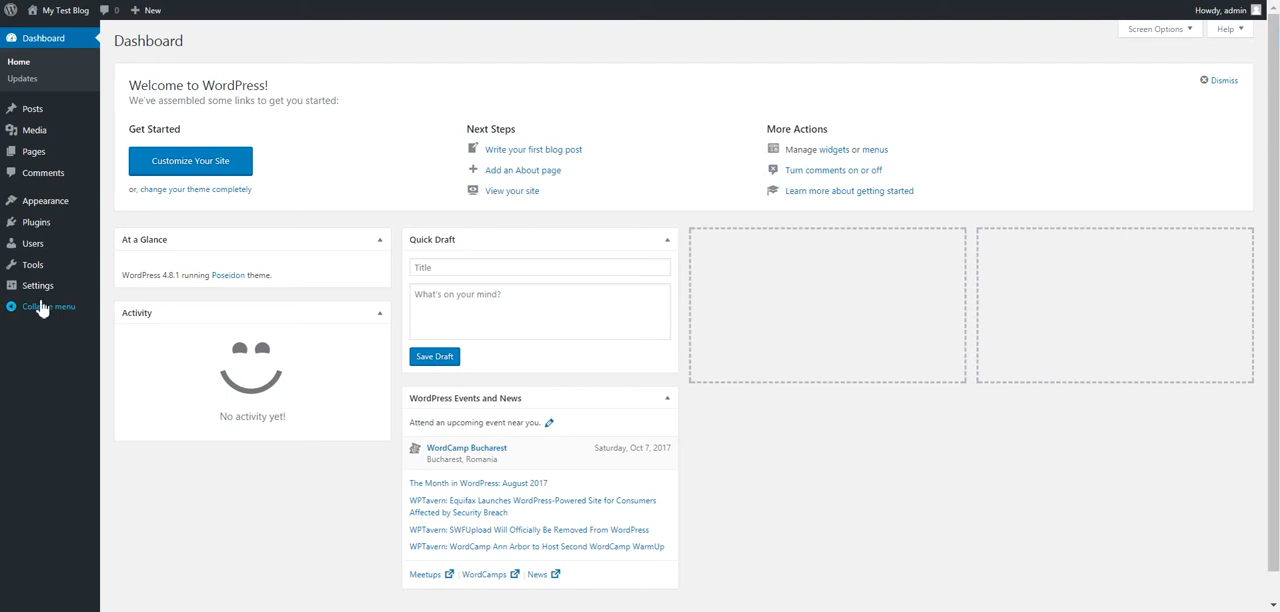 My Test Blog 0 New Howdy, admin
Dashboard
Home
Updates
Posts
Media
Pages
Comments
Appearance
Plugins
Users
Tools
Settings
menu
Dashboard
Screen Options Help
Welcome to WordPress!
We've assembled some links to get you started:
Dismiss
Get Started
Customize Your Site
or, change your theme completely
Next Steps
Write your first blog post
Add an About page
View your site
More Actions
Manage widgets or menus
Turn comments on or off
Learn more about getting started
At a Glance
WordPress 4.8.1 running Poseidon theme.
Activity
No activity yet!
Quick Draft
Title
What's on your mind?
Save Draft
WordPress Events and News
Attend an upcoming event near you.
WordCamp Bucharest Saturday, Oct 7, 2017
Bucharest, Romania
The Month in WordPress: August 2017
WPTavern: Equifax Launches WordPress-Powered Site for Consumers
Affected by Security Breach
WPTavern: SWFUpload Will Officially Be Removed From WordPress
WPTavern: WordCamp Ann Arbor to Host Second WordCamp WarmUp
Meetups | WordCamps | News